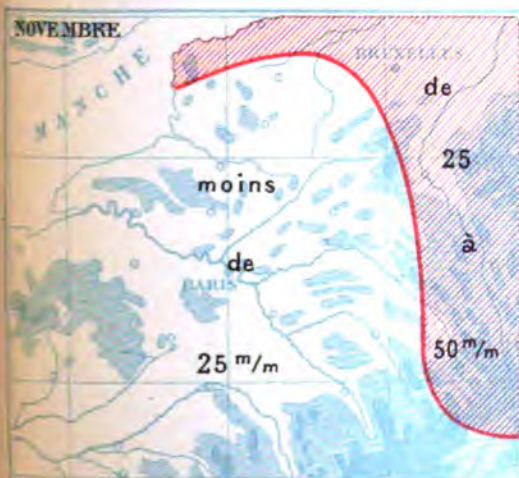 NOVEMBRE
MANCHE
BRUXELLES
de
25
à
50 m/m
moins
de
PARIS
25 m/m